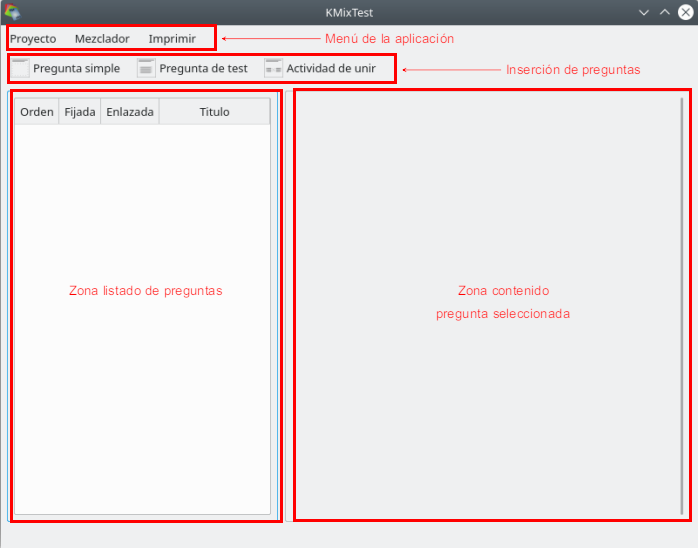 KMixTest
Proyecto Mezclador Imprimir Menú de la aplicación
Pregunta simple Pregunta de test Actividad de unir Inserción de preguntas
Orden Fijada Enlazada Titulo
Zona listado de preguntas
Zona contenido
pregunta seleccionada